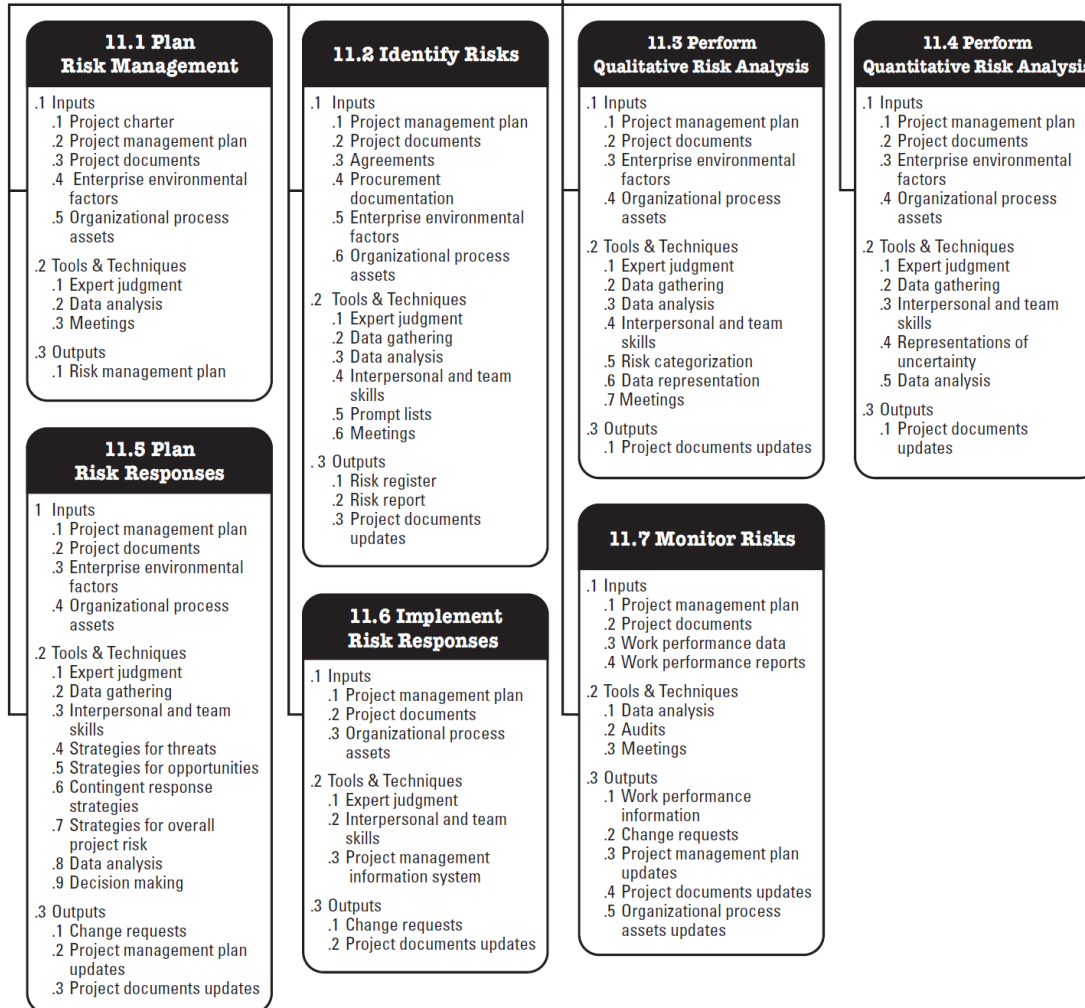 11.1 Plan
Risk Management
.1 Inputs
.1 Project charter
.2 Project management plan
.3 Project documents
.4 Enterprise environmental
factors
.5 Organizational process
assets
.2 Tools & Techniques
.1 Expert judgment
.2 Data analysis
.3 Meetings
.3 Outputs
.1 Risk management plan
11.2 Identify Risks
.1 Inputs
.1 Project management plan
.2 Project documents
.3 Agreements
.4 Procurement
documentation
.5 Enterprise environmental
factors
.6 Organizational process
assets
.2 Tools & Techniques
.1 Expert judgment
.2 Data gathering
.3 Data analysis
.4 Interpersonal and team
skills
.5 Prompt lists
.6 Meetings
. 3 Outputs
.1 Risk register
.2 Risk report
.3 Project documents
updates
11.3 Perform
Qualitative Risk Analysis
.1 Inputs
.1 Project management plan
.2 Project documents
.3 Enterprise environmental
factors
.4 Organizational process
assets
.2 Tools & Techniques
.1 Expert judgment
.2 Data gathering
.3 Data analysis
.4 Interpersonal and team
skills
.5 Risk categorization
.6 Data representation
.7 Meetings
.3 Outputs
.1 Project documents updates
11.4 Perform
Quantitative Risk Analysis
.1 Inputs
.1 Project management plan
.2 Project documents
.3 Enterprise environmental
factors
.4 Organizational process
assets
.2 Tools & Techniques
.1 Expert judgment
.2 Data gathering
.3 Interpersonal and team
skills
.4 Representations of
uncertainty
.5 Data analysis
.3 Outputs
.1 Project documents
updates
11.5 Plan
Risk Responses
1 Inputs
.1 Project management plan
.2 Project documents
.3 Enterprise environmental
factors
.4 Organizational process
assets
.2 Tools & Techniques
.1 Expert judgment
.2 Data gathering
.3 Interpersonal and team
skills
.4 Strategies for threats
.5 Strategies for opportunities
.6 Contingent response
strategies
.7 Strategies for overall
project risk
.8 Data analysis
.9 Decision making
.3 Outputs
.1 Change requests
.2 Project management plan
updates
.3 Project documents updates
11.6 Implement
Risk Responses
.1 Inputs
.1 Project management plan
.2 Project documents
.3 Organizational process
assets
.2 Tools & Techniques
.1 Expert judgment
.2 Interpersonal and team
skills
.3 Project management
information system
.3 Outputs
.1 Change requests
.2 Project documents updates
11.7 Monitor Risks
.1 Inputs
.1 Project management plan
.2 Project documents
.3 Work performance data
.4 Work performance reports
.2 Tools & Techniques
.1 Data analysis
.2 Audits
.3 Meetings
.3 Outputs
.1 Work performance
information
.2 Change requests
.3 Project management plan
updates
.4 Project documents updates
.5 Organizational process
assets updates